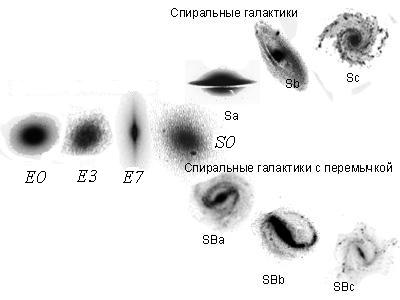 Спиральные галактики
Sa
Sb
Sc
E0 E3 E7 S0
Спиральные галактики с перемычкой
SBa
SBb
SBc